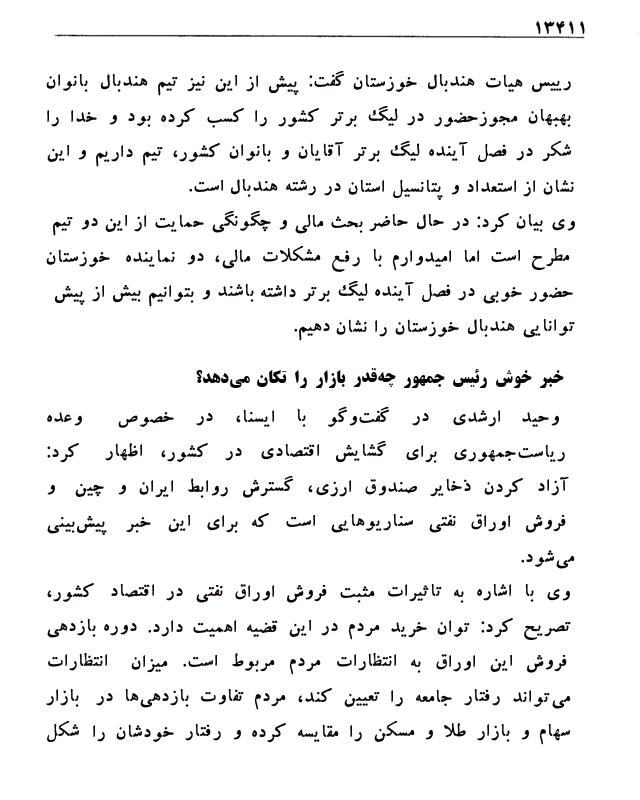 ۱۳۴۱۱
رییس هیات هندبال خوزستان گفت: پیش از این نیز تیم هندبال بانوان
بهبهان مجوزحضور در لیگ برتر کشور را کسب کرده بود و خدا را
شکر در فصل آینده لیگ برتر آقایان و بانوان کشور، تیم داریم و این
نشان از استعداد و پتانسیل استان در رشته هندبال است.
وی بیان کرد: در حال حاضر بحث مالی و چگونگی حمایت از این دو تیم
مطرح است اما امیدوارم با رفع مشکلات مالی، دو نماینده خوزستان
حضور خوبی در فصل آینده لیگ برتر داشته باشند و بتوانیم بیش از پیش
توانایی هندبال خوزستان را نشان دهیم.
خبر خوش رئیس جمهور چه‌قدر بازار را تکان می‌دهد؟
وحید ارشدی در گفت‌وگو با ایسنا، در خصوص وعده
ریاست‌جمهوری برای گشایش اقتصادی در کشور، اظهار کرد:
آزاد کردن ذخایر صندوق ارزی، گسترش روابط ایران و چین و
فروش اوراق نفتی سناریوهایی است که برای این خبر پیش‌بینی
می‌شود.
وی با اشاره به تاثیرات مثبت فروش اوراق نفتی در اقتصاد کشور،
تصریح کرد: توان خرید مردم در این قضیه اهمیت دارد. دوره بازدهی
فروش این اوراق به انتظارات مردم مربوط است. میزان انتظارات
می‌تواند رفتار جامعه را تعیین کند، مردم تفاوت بازدهی‌ها در بازار
سهام و بازار طلا و مسکن را مقایسه کرده و رفتار خودشان را شکل